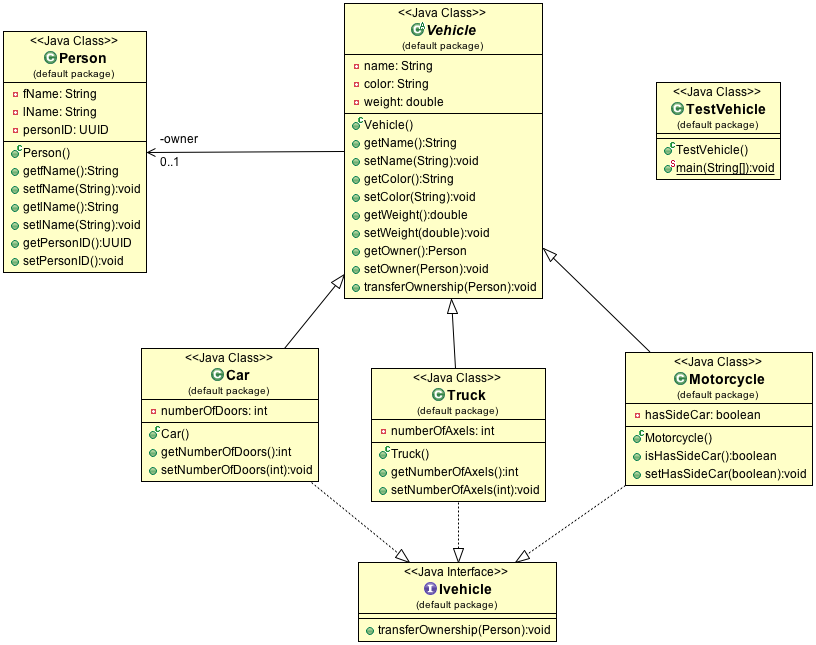 <<Java Class>>
Person
(default package)
fName: String
lName: String
personID: UUID
Person()
getfName():String
setfName(String):void
getlName():String
setlName(String):void
getPersonID():UUID
setPersonID():void
-owner
0..1
<<Java Class>>
Vehicle
(default package)
name: String
color: String
weight: double
Vehicle()
getName():String
setName(String):void
getColor():String
setColor(String):void
getWeight():double
setWeight(double):void
getOwner():Person
setOwner(Person):void
transferOwnership(Person):void
<<Java Class>>
TestVehicle
(default package)
TestVehicle()
main(String[]):void
<<Java Class>>
Car
(default package)
numberOfDoors: int
Car()
getNumberOfDoors():int
setNumberOfDoors(int):void
<<Java Class>>
Truck
(default package)
numberOfAxels: int
Truck()
getNumberOfAxels():int
setNumberOfAxels(int):void
<<Java Class>>
Motorcycle
(default package)
hasSideCar: boolean
Motorcycle()
isHasSideCar():boolean
setHasSideCar(boolean):void
<<Java Interface>>
Ivehicle
(default package)
transferOwnership(Person):void